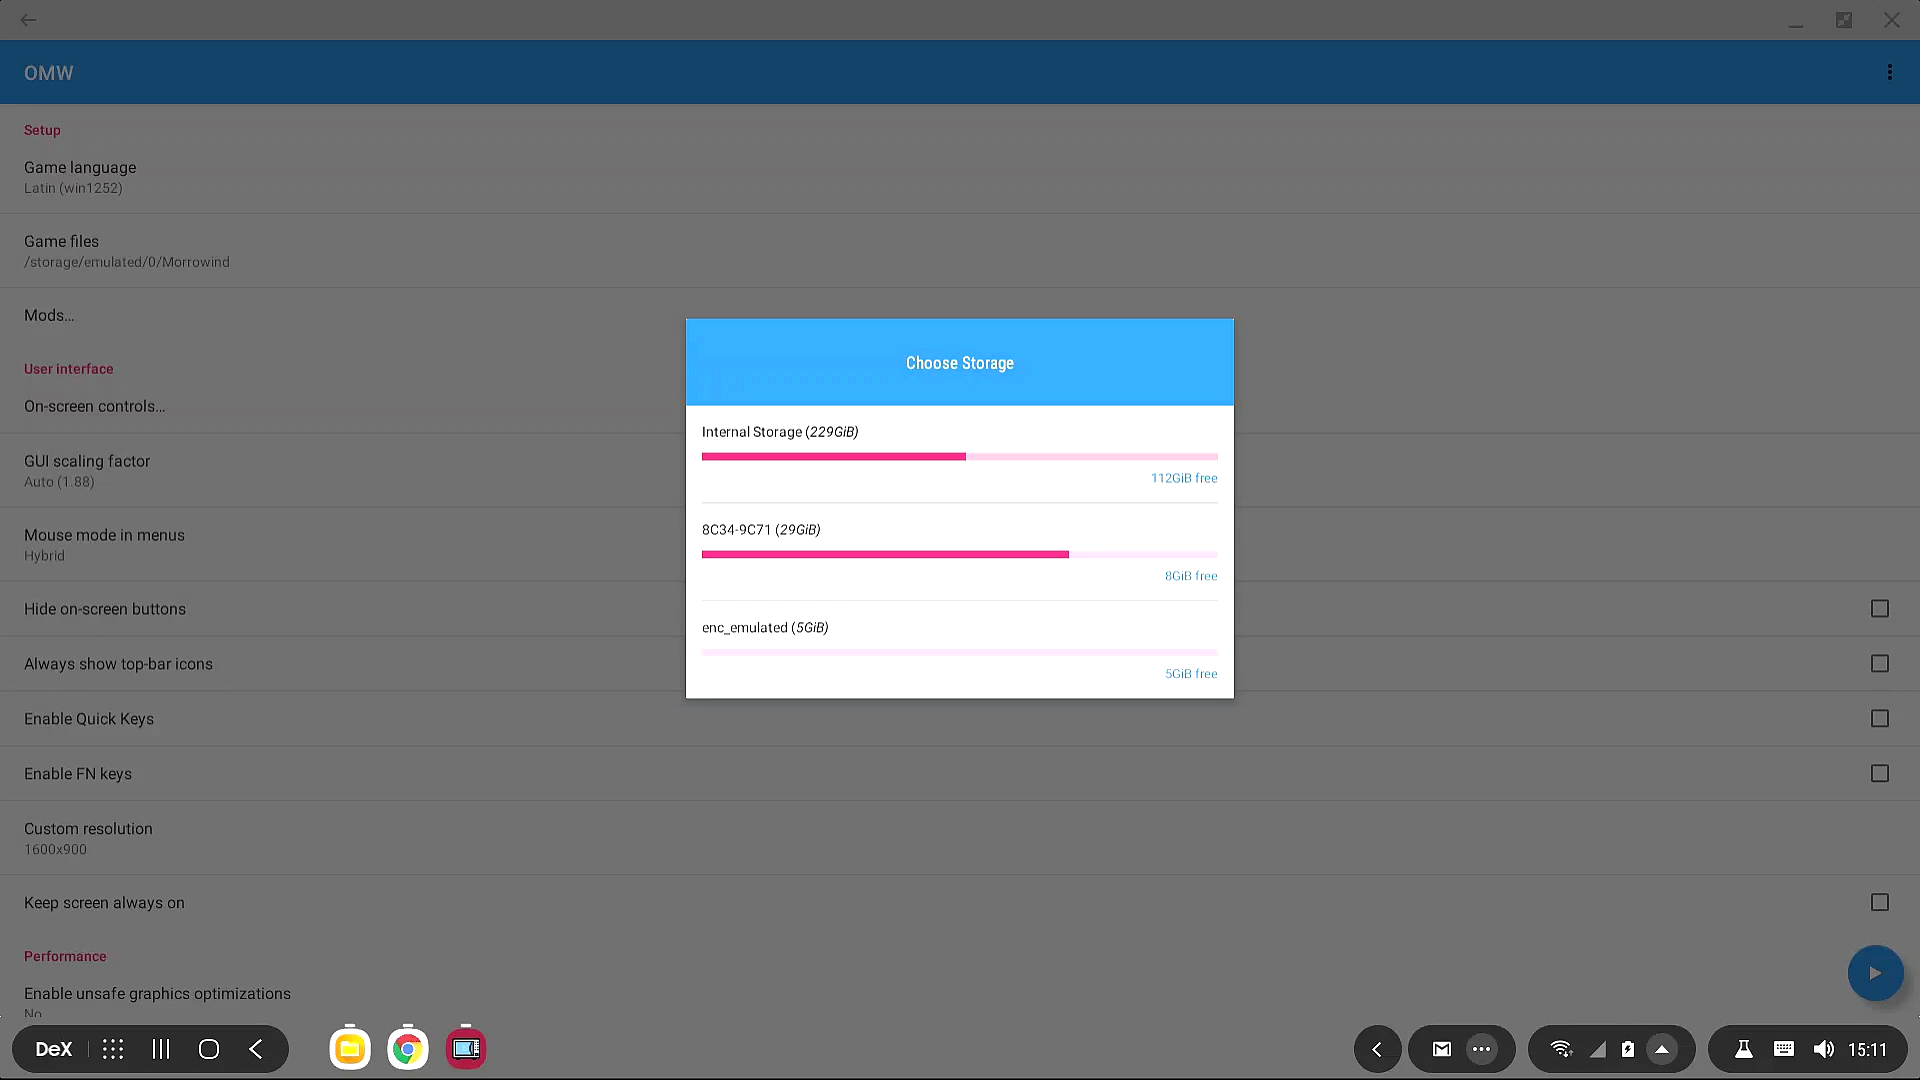 OMW
Setup
Game language
Latin (win1252)
Game files
/storage/emulated/0/Morrowind
Mods...
User interface
On-screen controls...
GUI scaling factor
Auto (1.88)
Mouse mode in menus
Hybrid
Hide on-screen buttons
Always show top-bar icons
Enable Quick Keys
Enable FN keys
Custom resolution
1600x900
Keep screen always on
Performance
Enable unsafe graphics optimizations
No
Choose Storage
Internal Storage (229GiB)
112GiB free
8C34-9C71 (29GiB)
8GiB free
enc_emulated (5GiB)
5GiB free
DeX
15:11